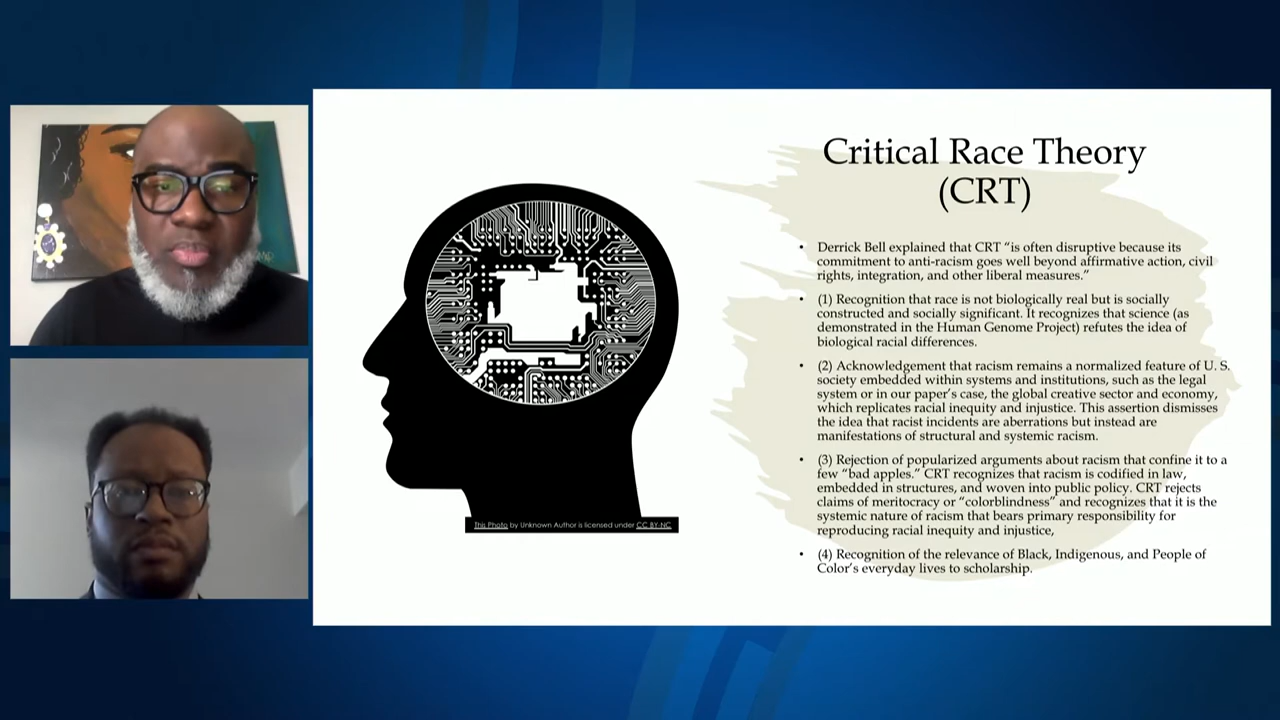 Critical Race Theory
(CRT)
• Derrick Bell explained that CRT “is often disruptive because its
commitment to anti-racism goes well beyond affirmative action, civil
rights, integration, and other liberal measures.”
• (1) Recognition that race is not biologically real but is socially
constructed and socially significant. It recognizes that science (as
demonstrated in the Human Genome Project) refutes the idea of
biological racial differences.
• (2) Acknowledgement that racism remains a normalized feature of U. S.
society embedded within systems and institutions, such as the legal
system or in our paper’s case, the global creative sector and economy,
which replicates racial inequity and injustice. This assertion dismisses
the idea that racist incidents are aberrations but instead are
manifestations of structural and systemic racism.
• (3) Rejection of popularized arguments about racism that confine it to a
few “bad apples.” CRT recognizes that racism is codified in law,
embedded in structures, and woven into public policy. CRT rejects
claims of meritocracy or “colorblindness” and recognizes that it is the
systemic nature of racism that bears primary responsibility for
reproducing racial inequity and injustice,
• (4) Recognition of the relevance of Black, Indigenous, and People of
Color’s everyday lives to scholarship.
This Photo by Unknown Author is licensed under CC BY-NC